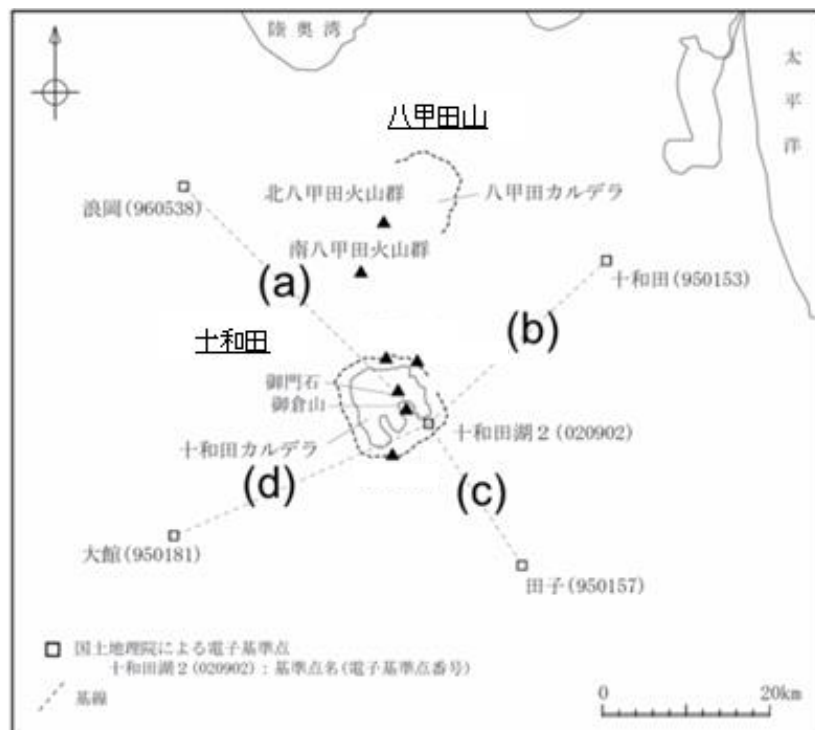 陸奥湾
太平洋
八甲田山
北八甲田火山群
八甲田カルデラ
浪岡(960538)
南八甲田火山群
(a)
十和田(950153)
(b)
十和田
御門石
御倉山
十和田湖2(020902)
十和田カルデラ
(d)
(c)
大館(950181)
田子(950157)
国土地理院による電子基準点
十和田湖2(020902):基準点名(電子基準点番号)
基線
0 20km